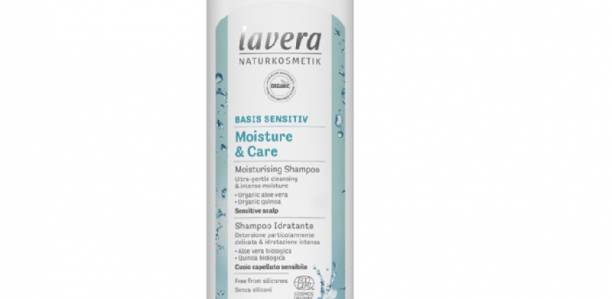 lavera
NATURKOSMETIK
ORGANIC
BASIS SENSITIV
Moisture
& Care
Moisturising Shampoo
Ultra-gentle cleansing
& intense moisture
• Organic aloe vera
• Organic quinoa
Sensitive scalp
Shampoo Idratante
Detersione particolarmente
delicata & idratazione intensa
• Aloe vera biologica
• Quinoa biologica
Cuoio capelluto sensibile
Free from silicones
Senza siliconi
COSMOS